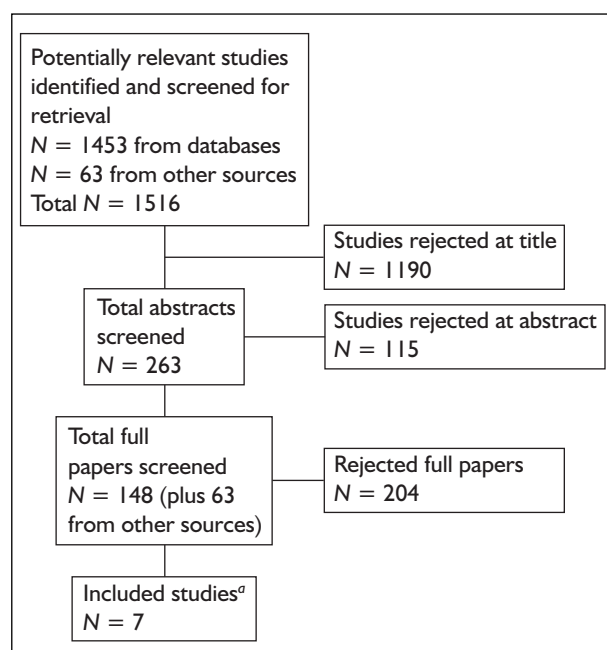 Potentially relevant studies
identified and screened for
retrieval
N = 1453 from databases
N = 63 from other sources
Total N = 1516
Studies rejected at title
N = 1190
Total abstracts
screened
N = 263
Studies rejected at abstract
N = 115
Total full
papers screened
N = 148 (plus 63
from other sources)
Rejected full papers
N = 204
Included studiesª
N = 7